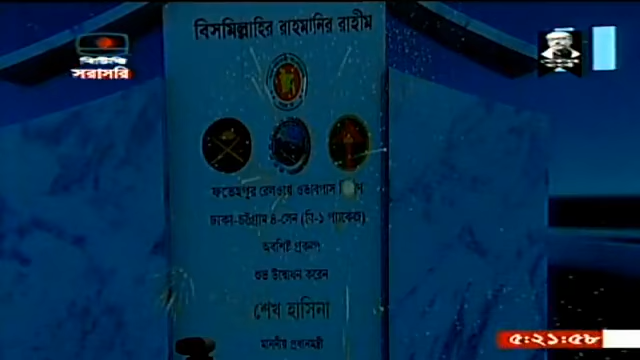 বিটিভি
সরাসরি
বিসমিল্লাহির রাহমানির রাহীম
ফতেহপুর রেলওয়ে ওভারপাস
ঢাকা-চট্টগ্রাম ৪-লেন
অবশিষ্ট প্রকল্প
শুভ উদ্বোধন করেন
শেখ হাসিনা
মাননীয় প্রধানমন্ত্রী
৫:২১:৫৮